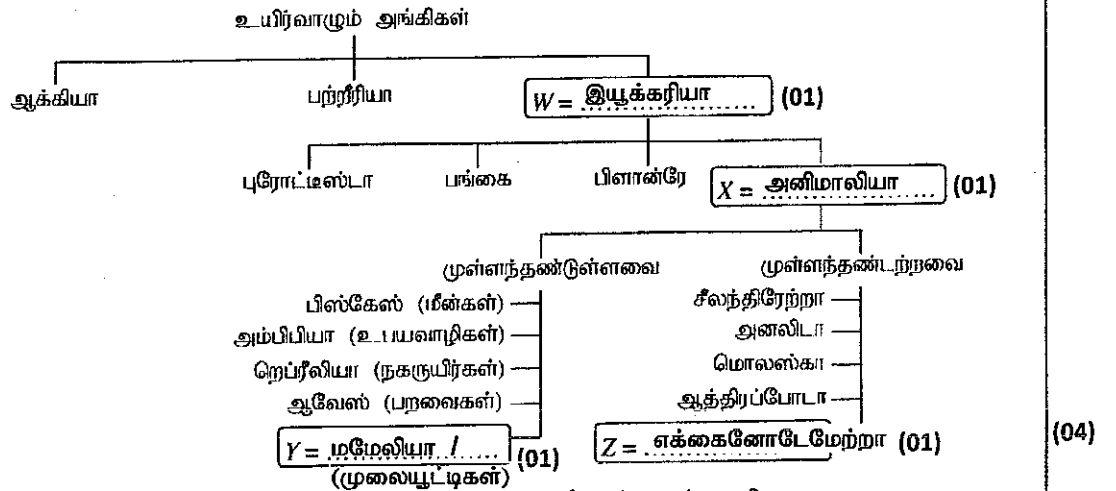 உயிர்வாழும் அங்கிகள்
ஆக்கியா பற்றீரியா W = இயூக்கரியா (01)
புரோட்டீஸ்டா பங்கை பிளான்ரே X = அனிமாலியா (01)
முள்ளந்தண்டுள்ளவை முள்ளந்தண்டற்றவை
பிஸ்கேஸ் (மீன்கள்) சீலந்திரேற்றா
அம்பிபியா (உபயவாழிகள்) அனலிடா
றெப்ரீலியா (நகருயிர்கள்) மொலஸ்கா
ஆவேஸ் (பறவைகள்) ஆத்திரப்போடா
Y = மமேலியா / (01) Z = எக்கைனோடேமேற்றா (01) (04)
(முலையூட்டிகள்)